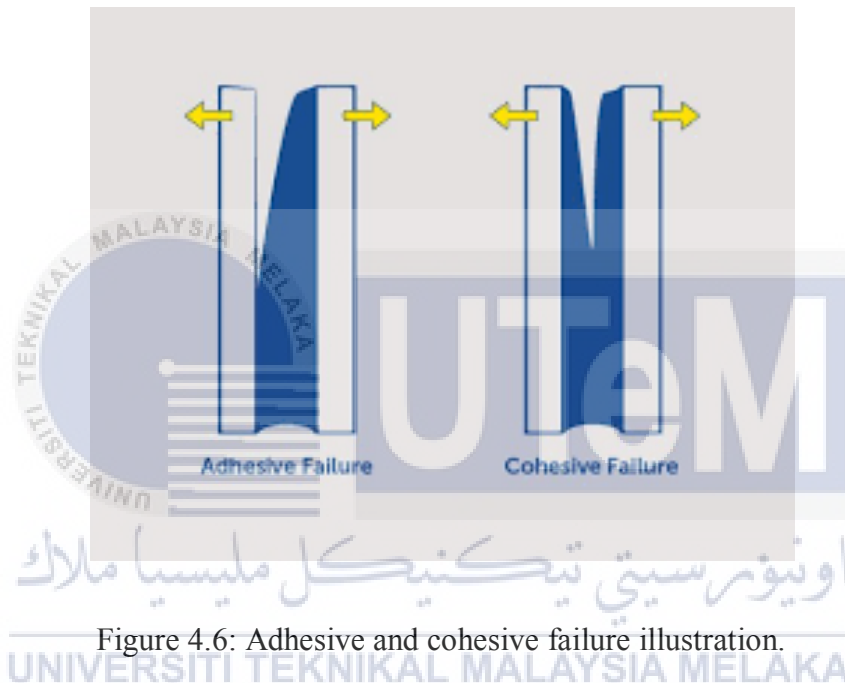 Adhesive Failure
Cohesive Failure
UNIVERSITI TEKNIKAL MALAYSIA MELAKA
UTeM
اونيۏرسيتي تيكنيكل مليسيا ملاك
Figure 4.6: Adhesive and cohesive failure illustration.
UNIVERSITI TEKNIKAL MALAYSIA MELAKA